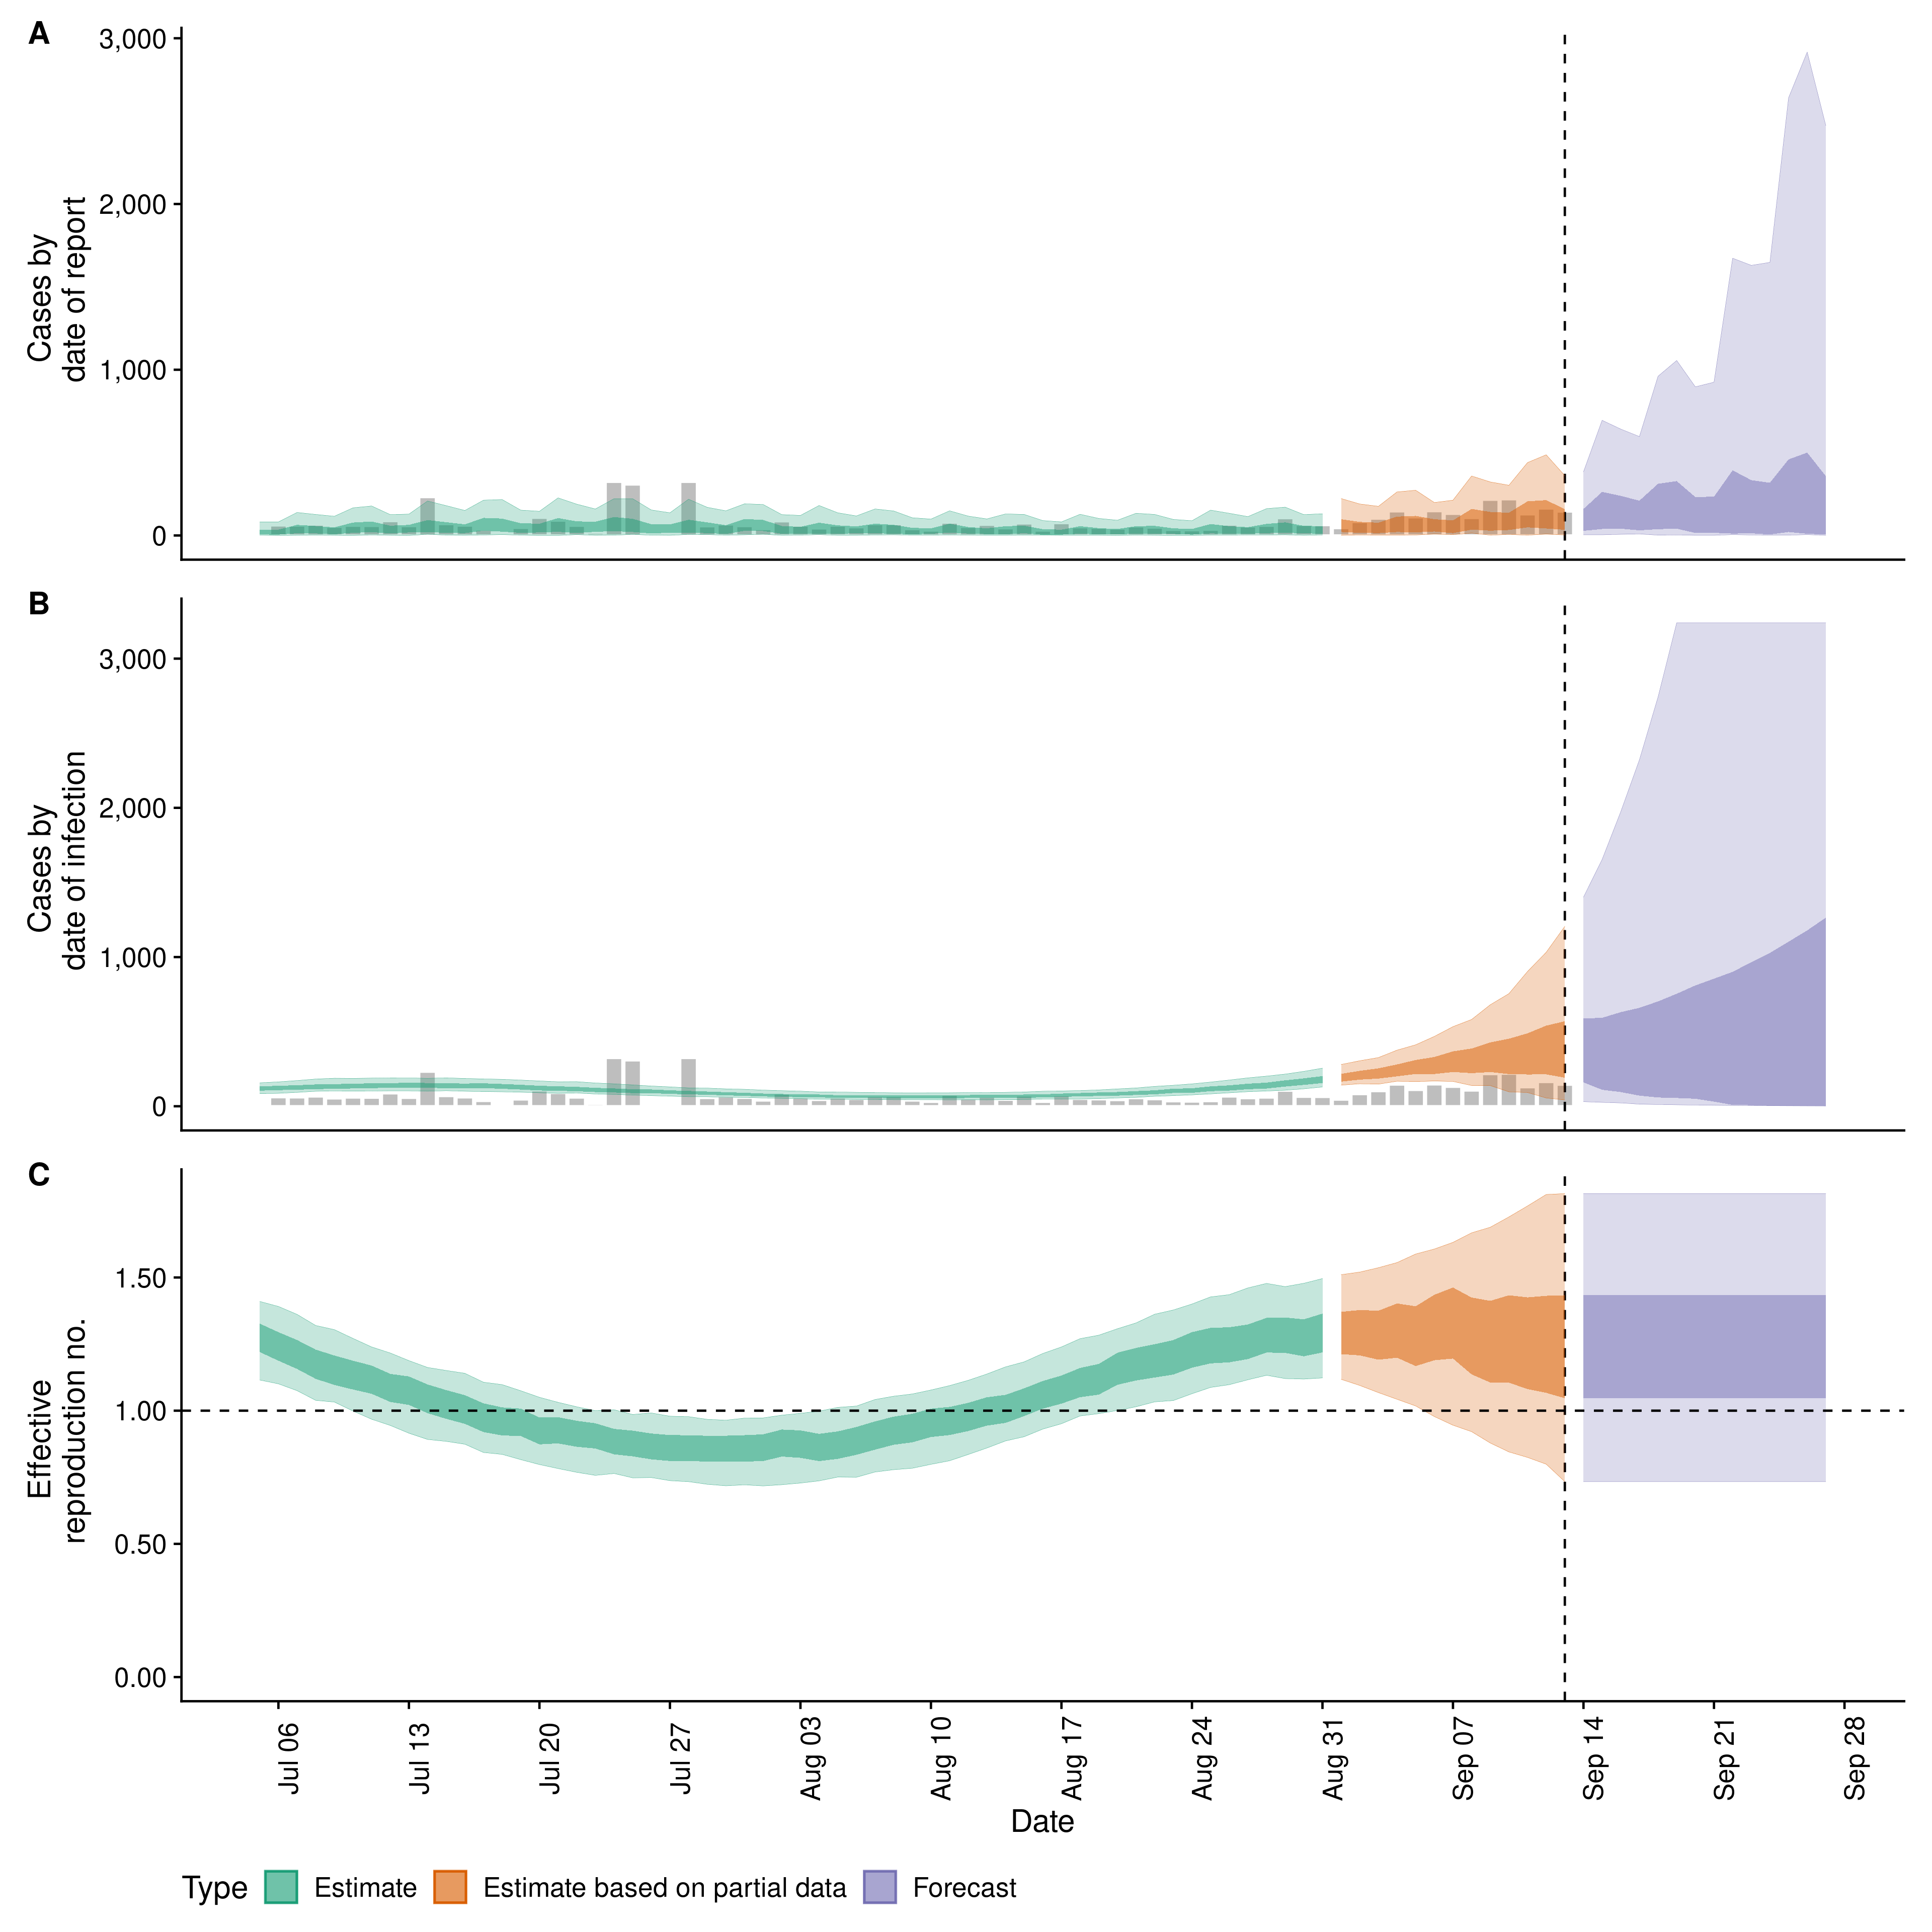 A
3,000
2,000
1,000
0
Cases by
date of report
B
3,000
2,000
1,000
0
Cases by
date of infection
C
1.50
1.00
0.50
0.00
Effective
reproduction no.
Jul 06
Jul 13
Jul 20
Jul 27
Aug 03
Aug 10
Aug 17
Aug 24
Aug 31
Sep 07
Sep 14
Sep 21
Sep 28
Date
Type Estimate Estimate based on partial data Forecast